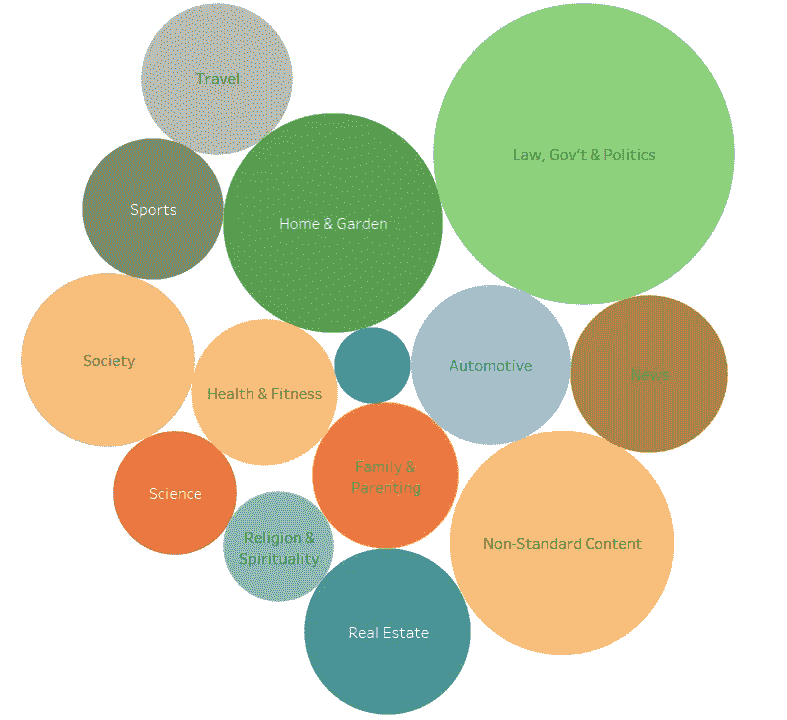 Travel
Law, Gov't & Politics
Sports
Home & Garden
Society
Automotive
News
Health & Fitness
Family &
Parenting
Science
Religion &
Spirituality
Non-Standard Content
Real Estate